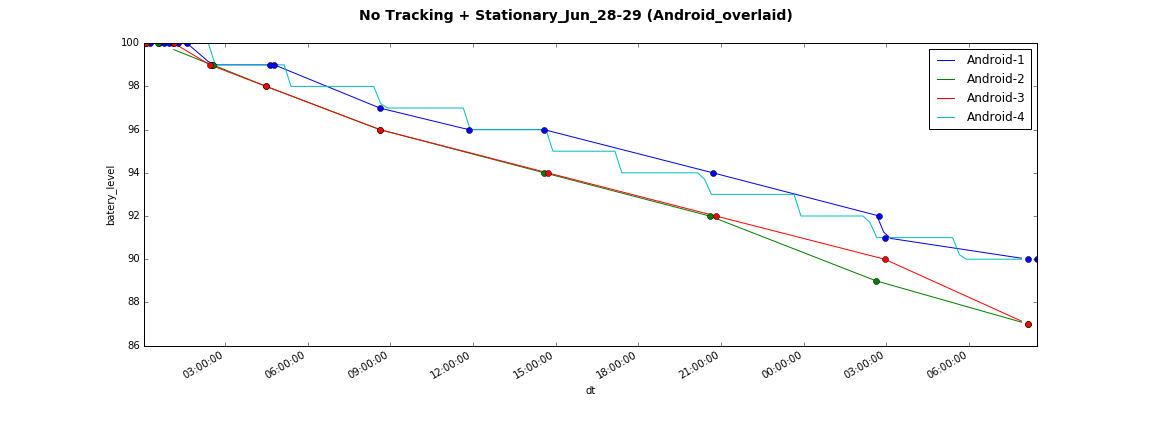 No Tracking + Stationary_Jun_28-29 (Android_overlaid)
100
98
96
94
92
90
88
86
batery_level
Android-1
Android-2
Android-3
Android-4
03:00:00
06:00:00
09:00:00
12:00:00
15:00:00
18:00:00
21:00:00
00:00:00
03:00:00
06:00:00
dt